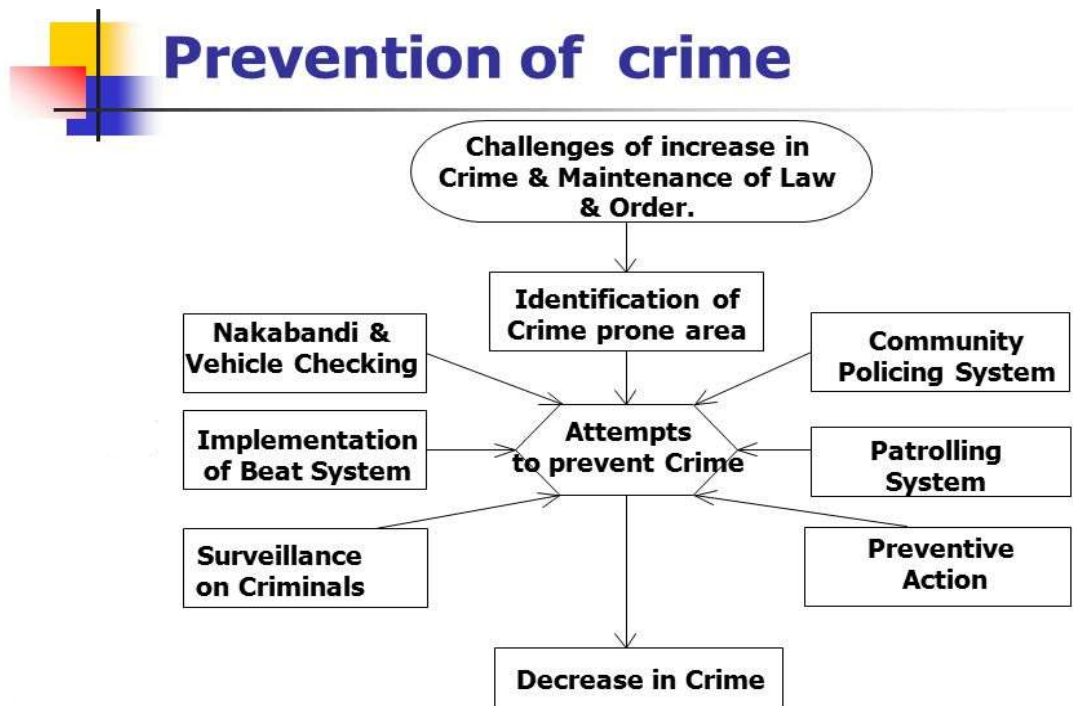 Prevention of crime
Challenges of increase in
Crime & Maintenance of Law
& Order.
Identification of
Crime prone area
Nakabandi &
Vehicle Checking
Community
Policing System
Implementation
of Beat System
Attempts
to prevent Crime
Patrolling
System
Surveillance
on Criminals
Preventive
Action
Decrease in Crime